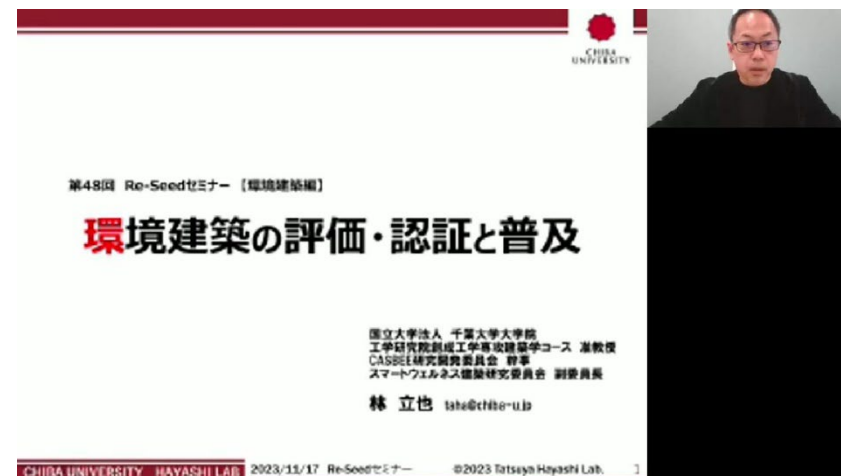 CHIBA
UNIVERSITY
第48回 Re-Seedセミナー 【環境建築編】
環境建築の評価・認証と普及
国立大学法人 千葉大学大学院
工学研究院創成工学専攻建築学コース 准教授
CASBEE研究開発委員会 幹事
スマートウェルネス建築研究委員会 副委員長
林 立也 taha@chiba-u.jp
CHIBA UNIVERSITY HAYASHI LAB 2023/11/17 Re-Seedセミナー ©2023 Tatsuya Hayashi Lab. 1